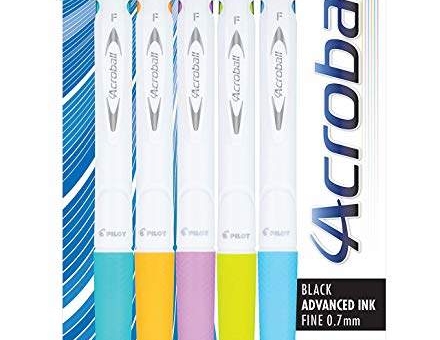 F F F F F
Acroball Acroball Acroball Acroball Acroball
PILOT PILOT PILOT PILOT PILOT
Acroba
BLACK
ADVANCED INK
FINE 0.7mm